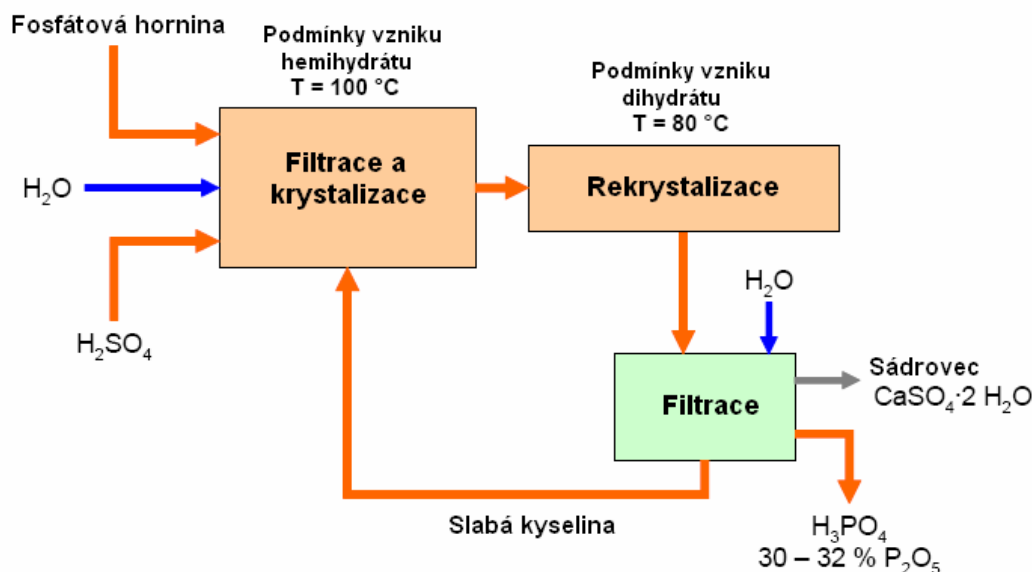 Fosfátová hornina
Podmínky vzniku
hemihydrátu
T = 100 °C
Podmínky vzniku
dihydrátu
T = 80 °C
Filtrace a
krystalizace
Rekrystalizace
H₂O
H₂SO₄
H₂O
Filtrace
Sádrovec
CaSO₄·2 H₂O
Slabá kyselina
H₃PO₄
30 – 32 % P₂O₅